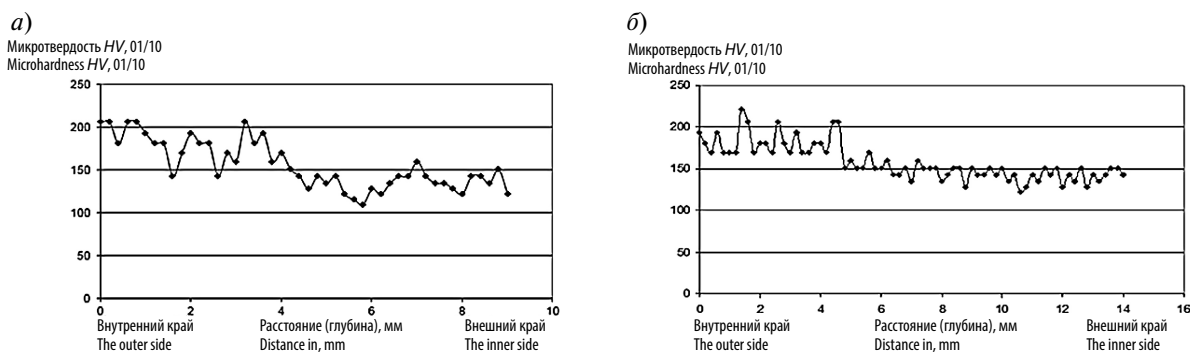 а)
Микротвердость HV, 01/10
Microhardness HV, 01/10
250
200
150
100
50
0
0 2 4 6 8 10
Внутренний край Расстояние (глубина), мм Внешний край
The outer side Distance in, mm The inner side
б)
Микротвердость HV, 01/10
Microhardness HV, 01/10
250
200
150
100
50
0
0 2 4 6 8 10 12 14 16
Внутренний край Расстояние (глубина), мм Внешний край
The outer side Distance in, mm The inner side